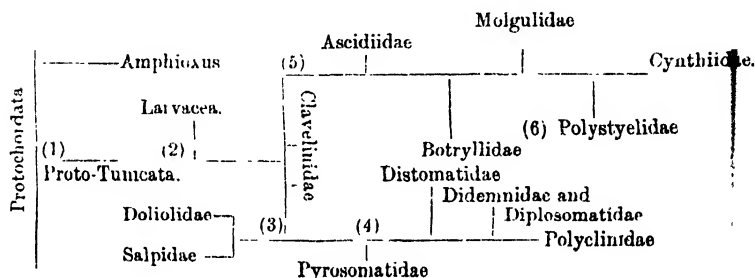 Molgulidae
Ascidiidae
Amphioxus (5) Cynthiidae.
Larvacea.
Protochordata
Clavelinidae
(6) Polystyelidae
(1) (2) Botryllidae
Proto-Tunicata. Distomatidae
Didemnidae and
Doliolidae Diplosomatidae
(3) (4) Polyclinidae
Salpidae
Pyrosomatidae